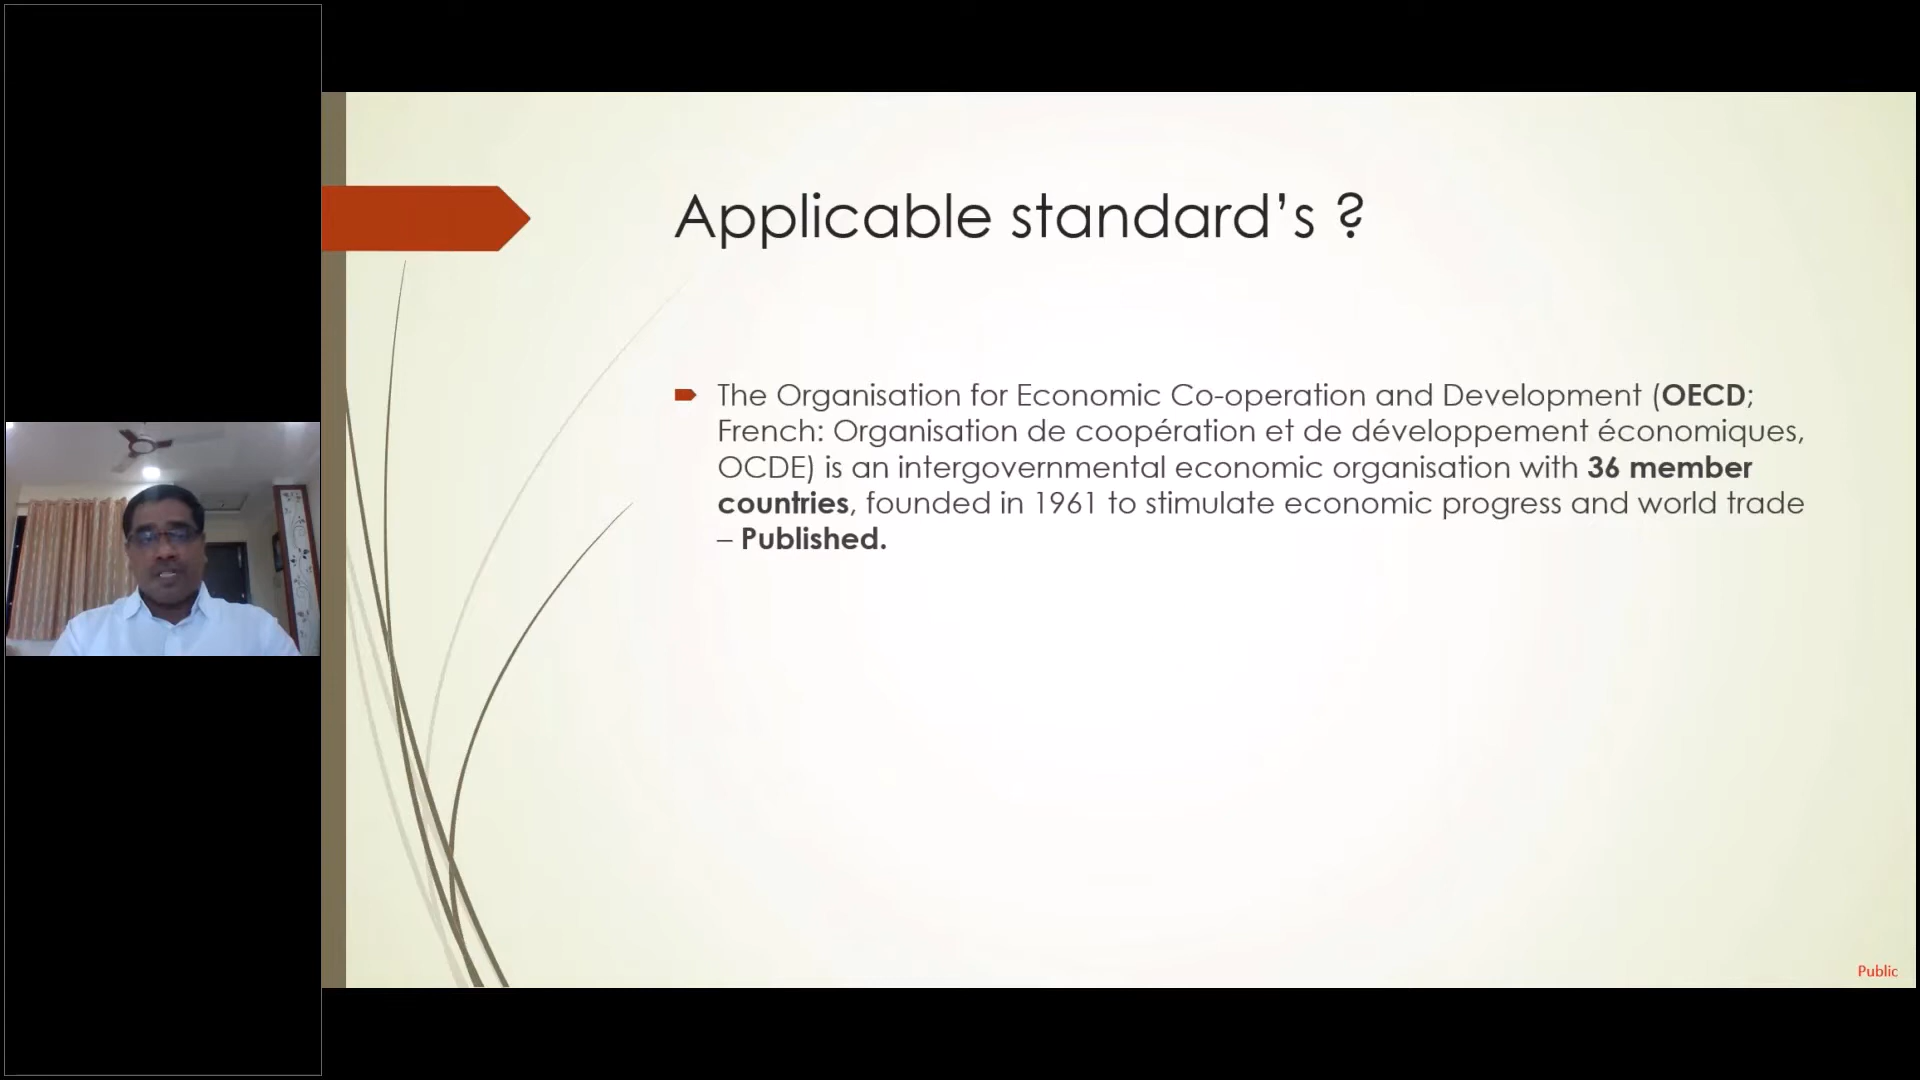 Applicable standard’s ?
The Organisation for Economic Co-operation and Development (OECD;
French: Organisation de coopération et de développement économiques,
OCDE) is an intergovernmental economic organisation with 36 member
countries, founded in 1961 to stimulate economic progress and world trade
– Published.
Public